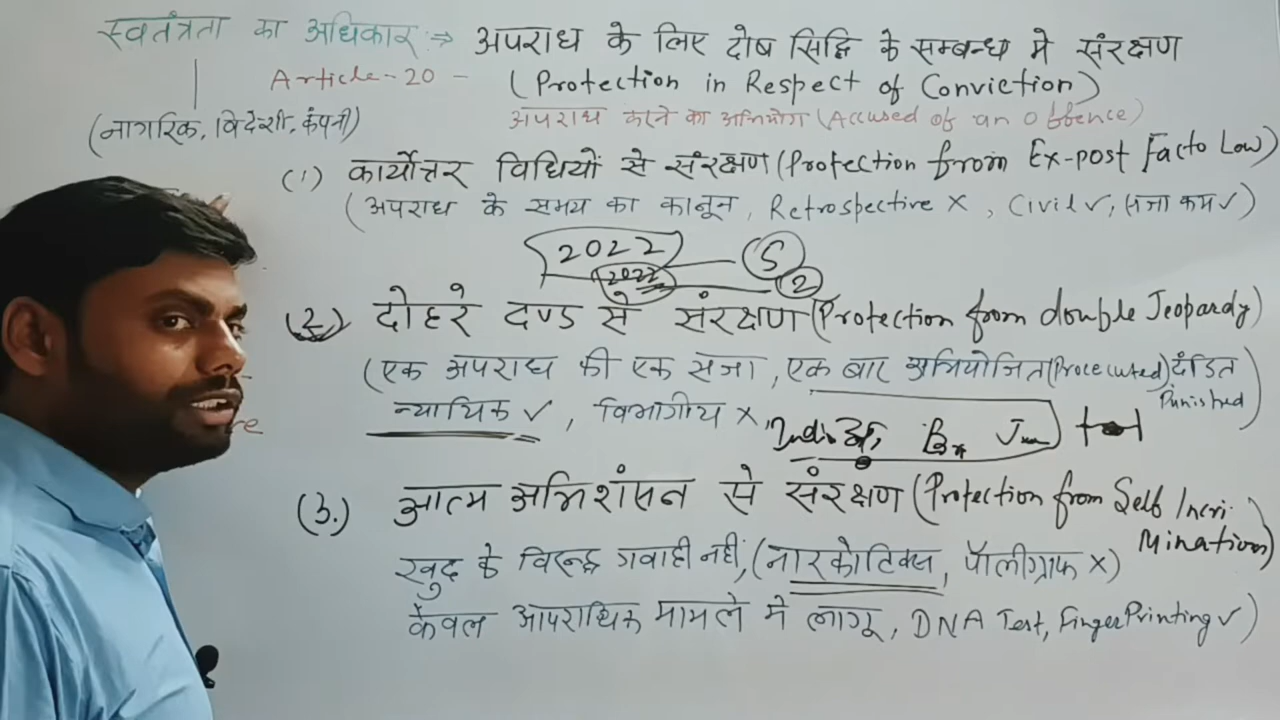 स्वतंत्रता का अधिकार ⇒ अपराध के लिए दोष सिद्धि के सम्बन्ध मे संरक्षण
Article-20 - (Protection in Respect of Conviction)
(नागरिक, विदेशी, कंपनी) अपराध करने का अभियोग (Accused of an offence)
(1) कार्योत्तर विधियों से संरक्षण (Protection from Ex-post Facto Low)
(अपराध के समय का कानून, Retrospective ×, Civil ✓, सजा कम ✓)
2022 5
2022 2
(2) दोहरे दण्ड से संरक्षण (Protection from double Jeopardy)
(एक अपराध की एक सजा, एक बार अभियोजित (Procecuted) दंडित
Punished)
न्यायिक ✓, विभागीय ×,
(3.) आत्म अभिशंसन से संरक्षण (Protection from Self Incri-
Mination)
खुद के विरूद्ध गवाही नहीं, (नारकोटिक्स, पॉलीग्राफ ×)
केवल आपराधिक मामले मे लागू, DNA Test, FingerPrinting ✓)